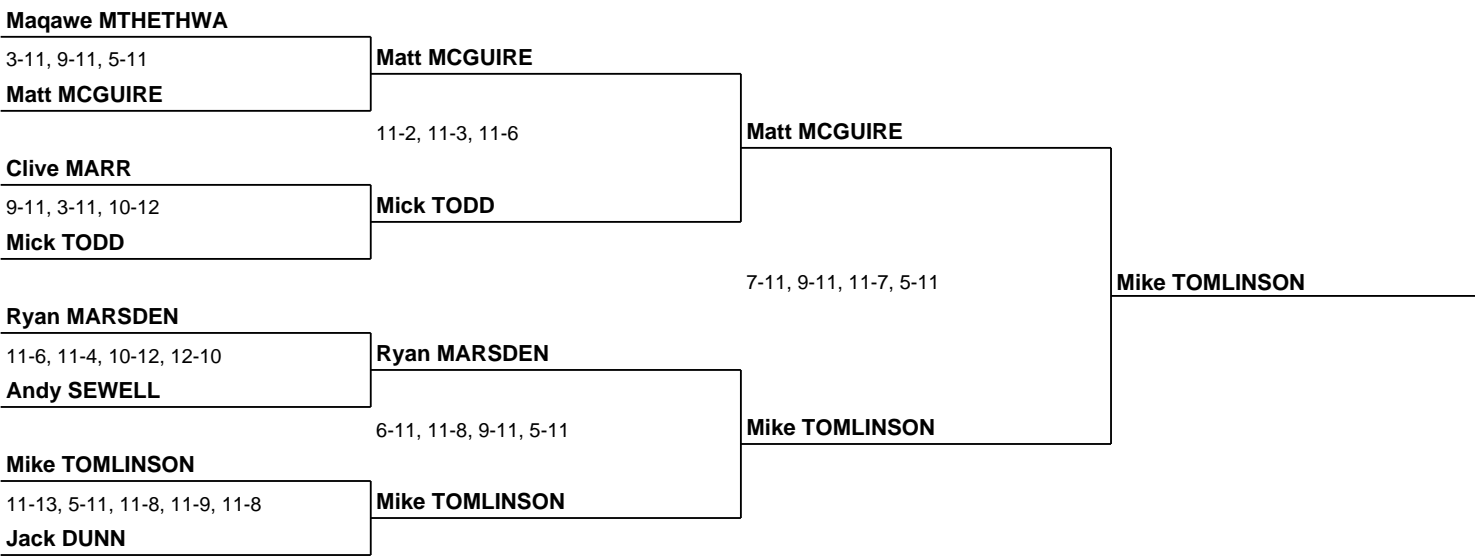 Maqawe MTHETHWA
3-11, 9-11, 5-11
Matt MCGUIRE
Matt MCGUIRE
11-2, 11-3, 11-6
Matt MCGUIRE
Clive MARR
9-11, 3-11, 10-12
Mick TODD
Mick TODD
7-11, 9-11, 11-7, 5-11
Mike TOMLINSON
Ryan MARSDEN
11-6, 11-4, 10-12, 12-10
Ryan MARSDEN
Andy SEWELL
6-11, 11-8, 9-11, 5-11
Mike TOMLINSON
Mike TOMLINSON
11-13, 5-11, 11-8, 11-9, 11-8
Mike TOMLINSON
Jack DUNN